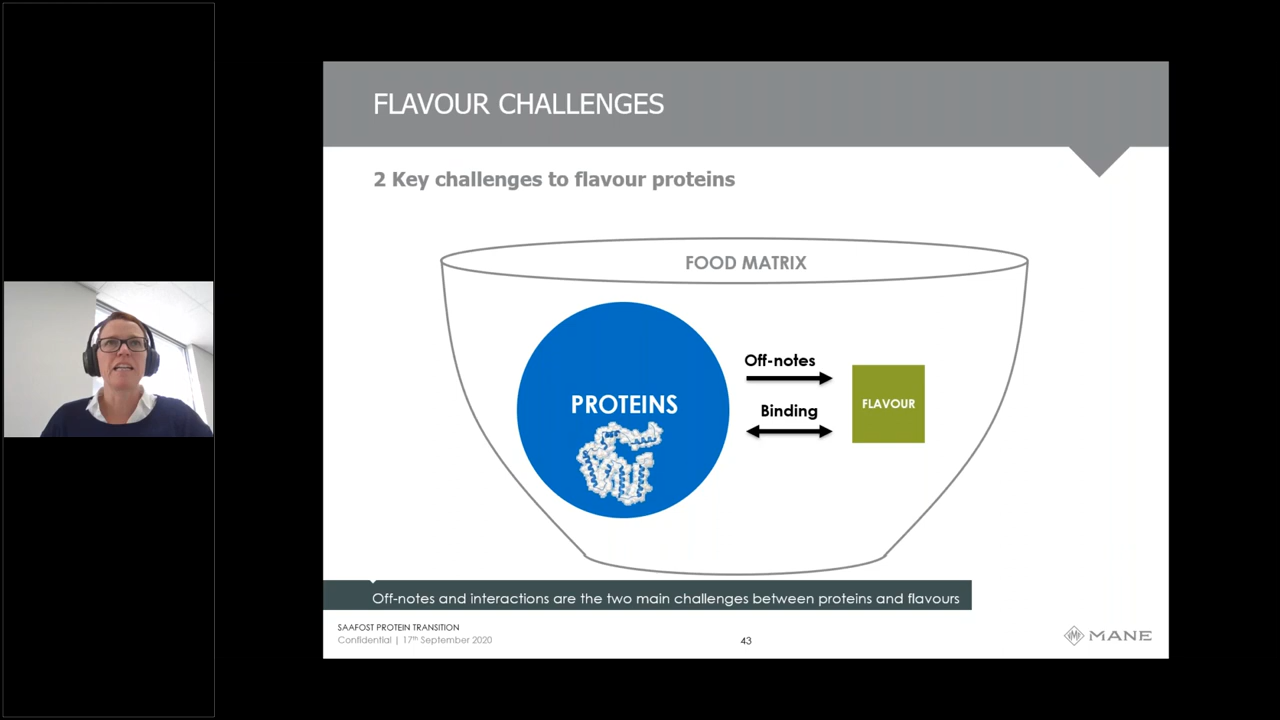 FLAVOUR CHALLENGES
2 Key challenges to flavour proteins
FOOD MATRIX
Off-notes
PROTEINS
Binding
FLAVOUR
Off-notes and interactions are the two main challenges between proteins and flavours
SAAFOST PROTEIN TRANSITION
Confidential | 17th September 2020
43
MANE